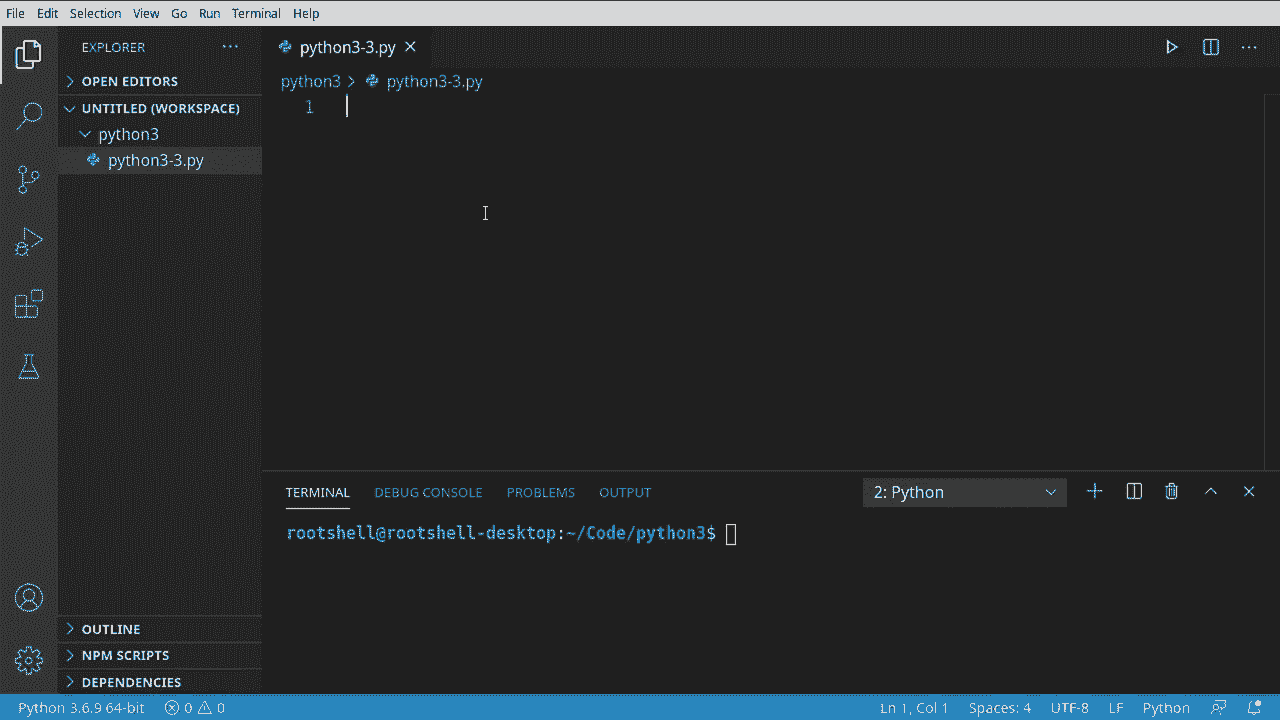 File Edit Selection View Go Run Terminal Help
EXPLORER ···
python3-3.py
OPEN EDITORS
python3 > python3-3.py
UNTITLED (WORKSPACE)
1
python3
python3-3.py
TERMINAL DEBUG CONSOLE PROBLEMS OUTPUT 2: Python
rootshell@rootshell-desktop:~/Code/python3$
OUTLINE
NPM SCRIPTS
DEPENDENCIES
Python 3.6.9 64-bit 0 0 Ln 1, Col 1 Spaces: 4 UTF-8 LF Python